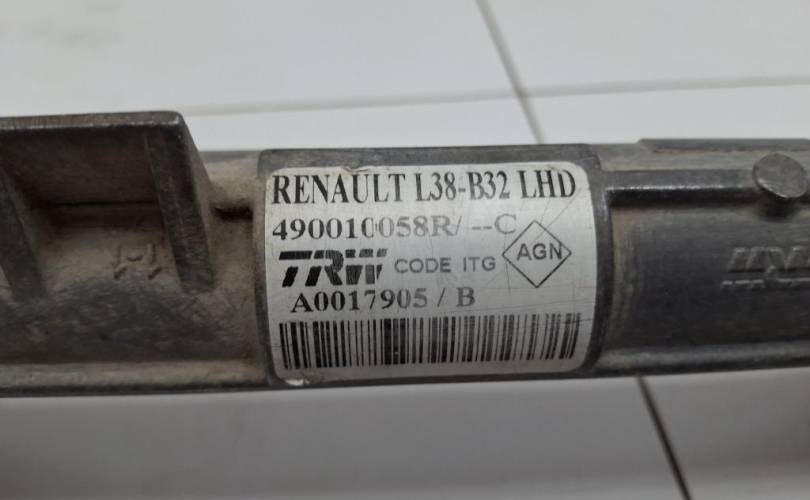 RENAULT L38-B32 LHD
490010058R/ --C
TRW CODE ITG AGN
A0017905 / B